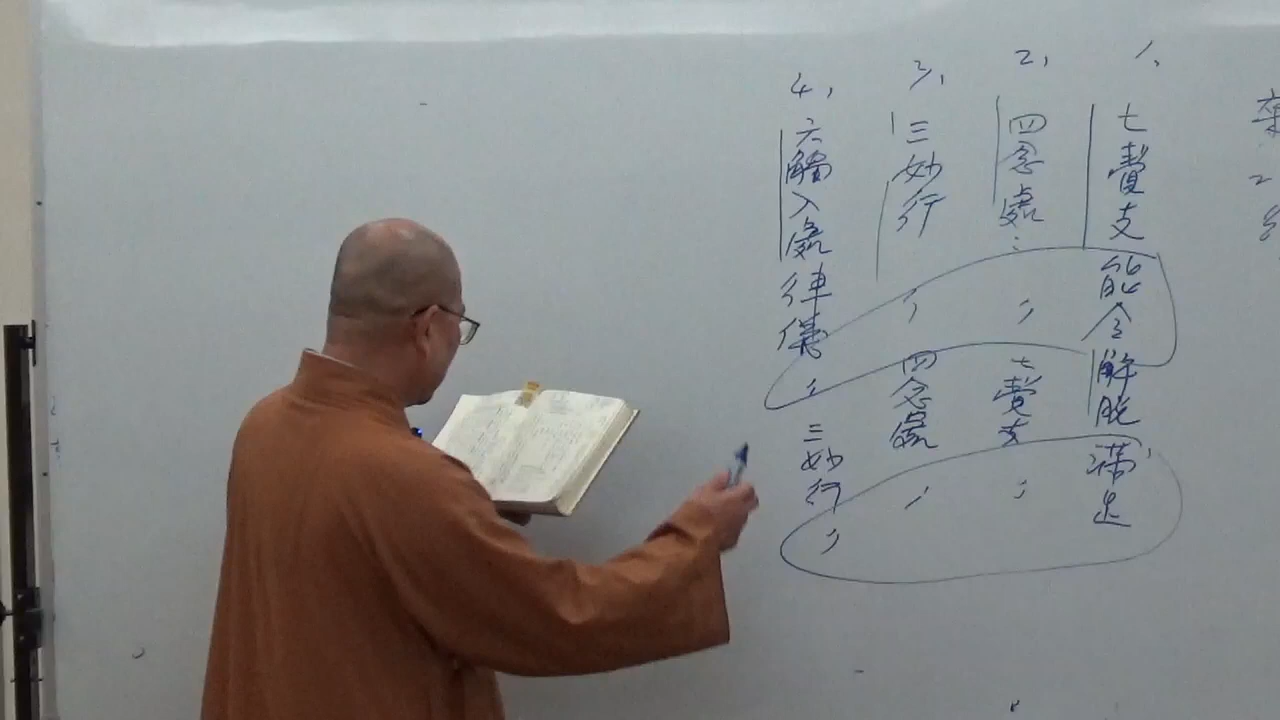 1、七覺支能令解脫滿足
2、四念處：〃七覺支〃
3、三妙行〃四念處〃
4、六觸入處律儀〃三妙行〃